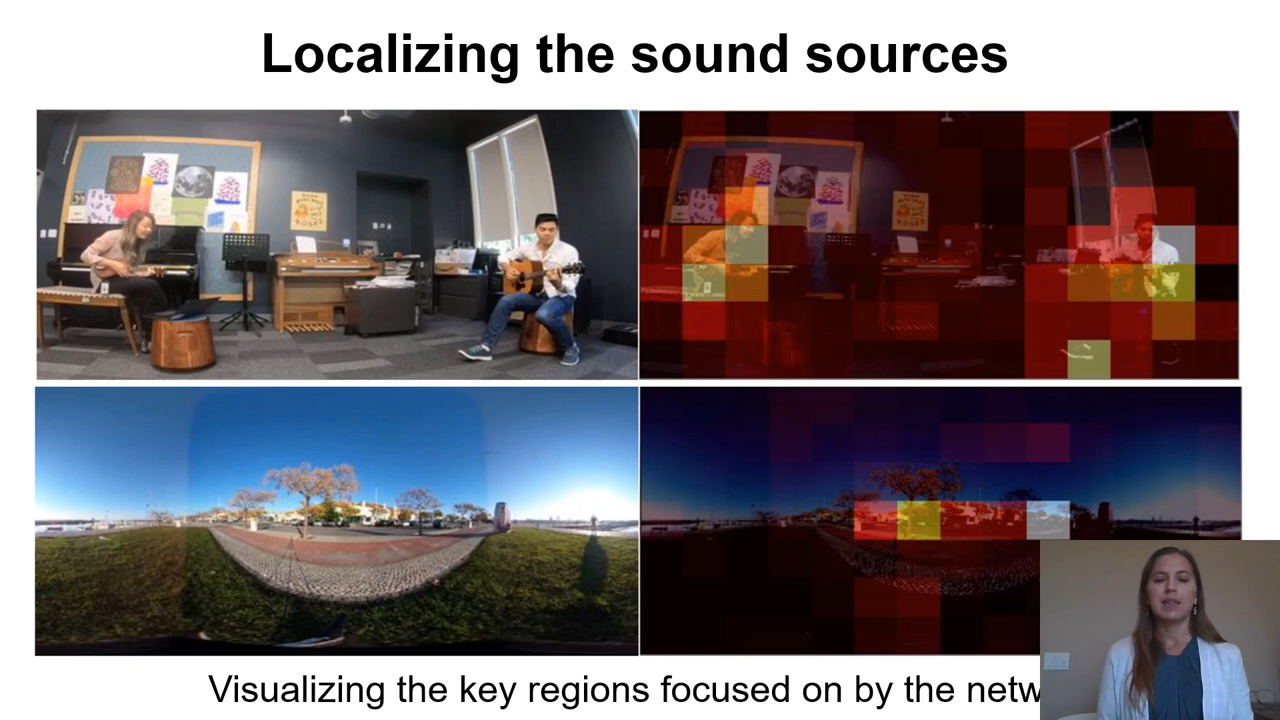 Localizing the sound sources
Visualizing the key regions focused on by the netw